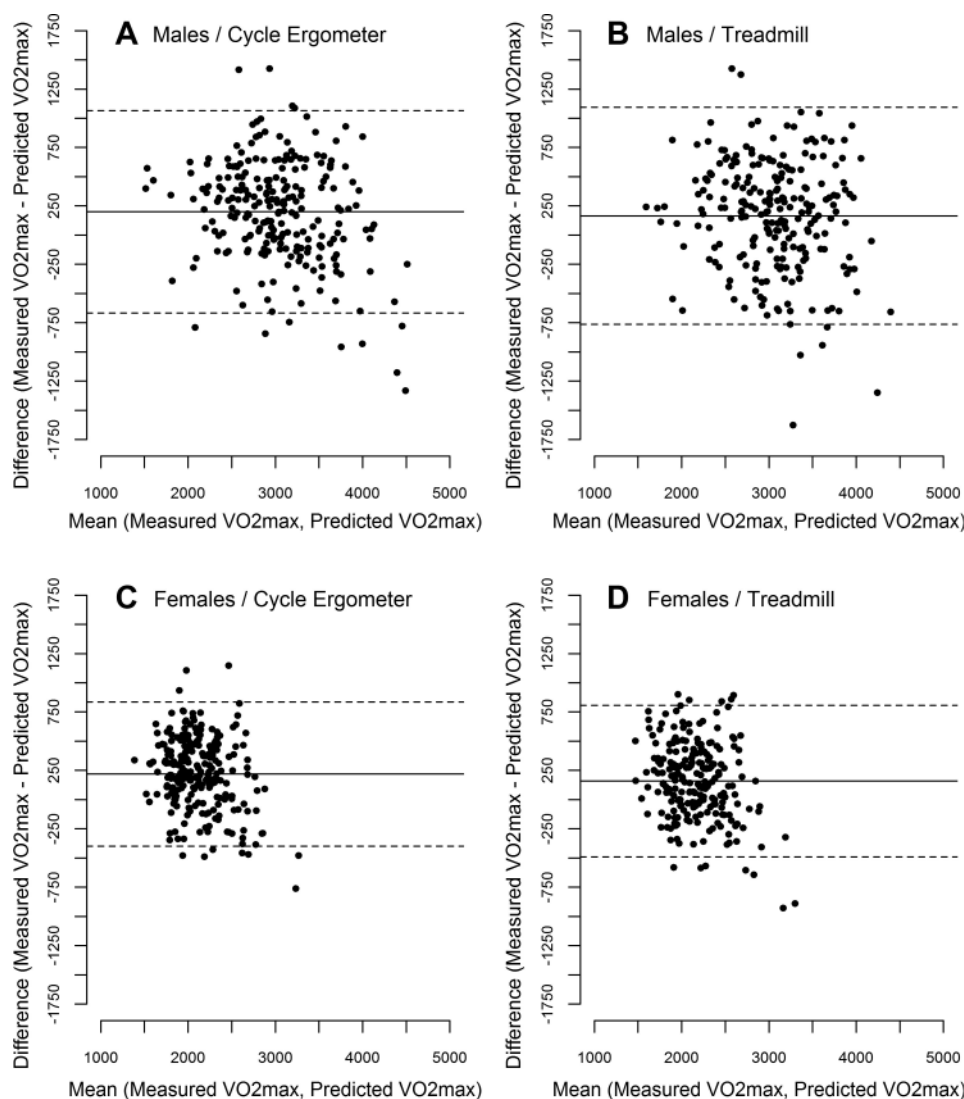 A Males / Cycle Ergometer
Difference (Measured VO2max - Predicted VO2max)
1750
1250
750
250
-250
-750
-1250
-1750
1000 2000 3000 4000 5000
Mean (Measured VO2max, Predicted VO2max)
B Males / Treadmill
Difference (Measured VO2max - Predicted VO2max)
1750
1250
750
250
-250
-750
-1250
-1750
1000 2000 3000 4000 5000
Mean (Measured VO2max, Predicted VO2max)
C Females / Cycle Ergometer
Difference (Measured VO2max - Predicted VO2max)
1750
1250
750
250
-250
-750
-1250
-1750
1000 2000 3000 4000 5000
Mean (Measured VO2max, Predicted VO2max)
D Females / Treadmill
Difference (Measured VO2max - Predicted VO2max)
1750
1250
750
250
-250
-750
-1250
-1750
1000 2000 3000 4000 5000
Mean (Measured VO2max, Predicted VO2max)